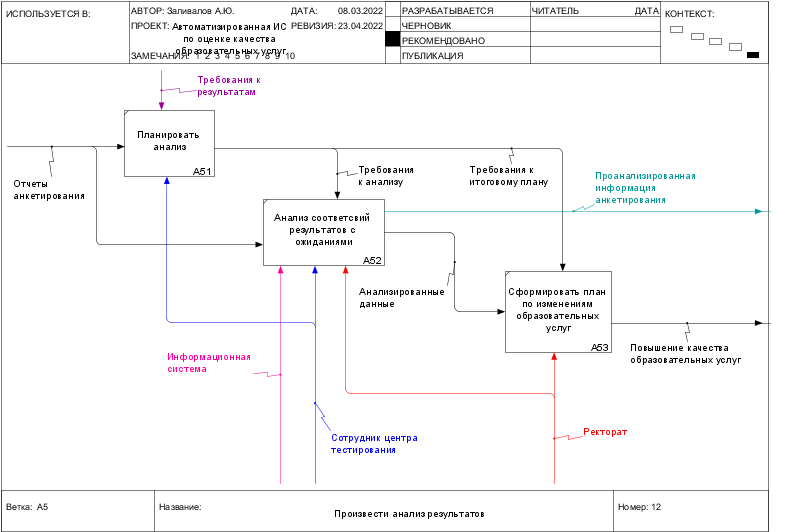 ИСПОЛЬЗУЕТСЯ В:
АВТОР: Заливалов А.Ю.
ДАТА: 08.03.2022
РАЗРАБАТЫВАЕТСЯ
ЧИТАТЕЛЬ
ДАТА
КОНТЕКСТ:
ПРОЕКТ: Автоматизированная ИС
по оценке качества
образовательных услуг
РЕВИЗИЯ: 23.04.2022
ЧЕРНОВИК
РЕКОМЕНДОВАНО
ЗАМЕЧАНИЯ: 1 2 3 4 5 6 7 8 9 10
ПУБЛИКАЦИЯ
Требования к
результатам
Планировать
анализ
A51
Отчеты
анкетирования
Требования
к анализу
Требования к
итоговому плану
Проанализированная
информация
анкетирования
Анализ соответсвий
результатов с
ожиданиями
A52
Анализированные
данные
Сформировать план
по изменениям
образовательных
услуг
A53
Повышение качества
образовательных услуг
Информационная
система
Сотрудник центра
тестирования
Ректорат
Ветка: A5
Название:
Произвести анализ результатов
Номер: 12